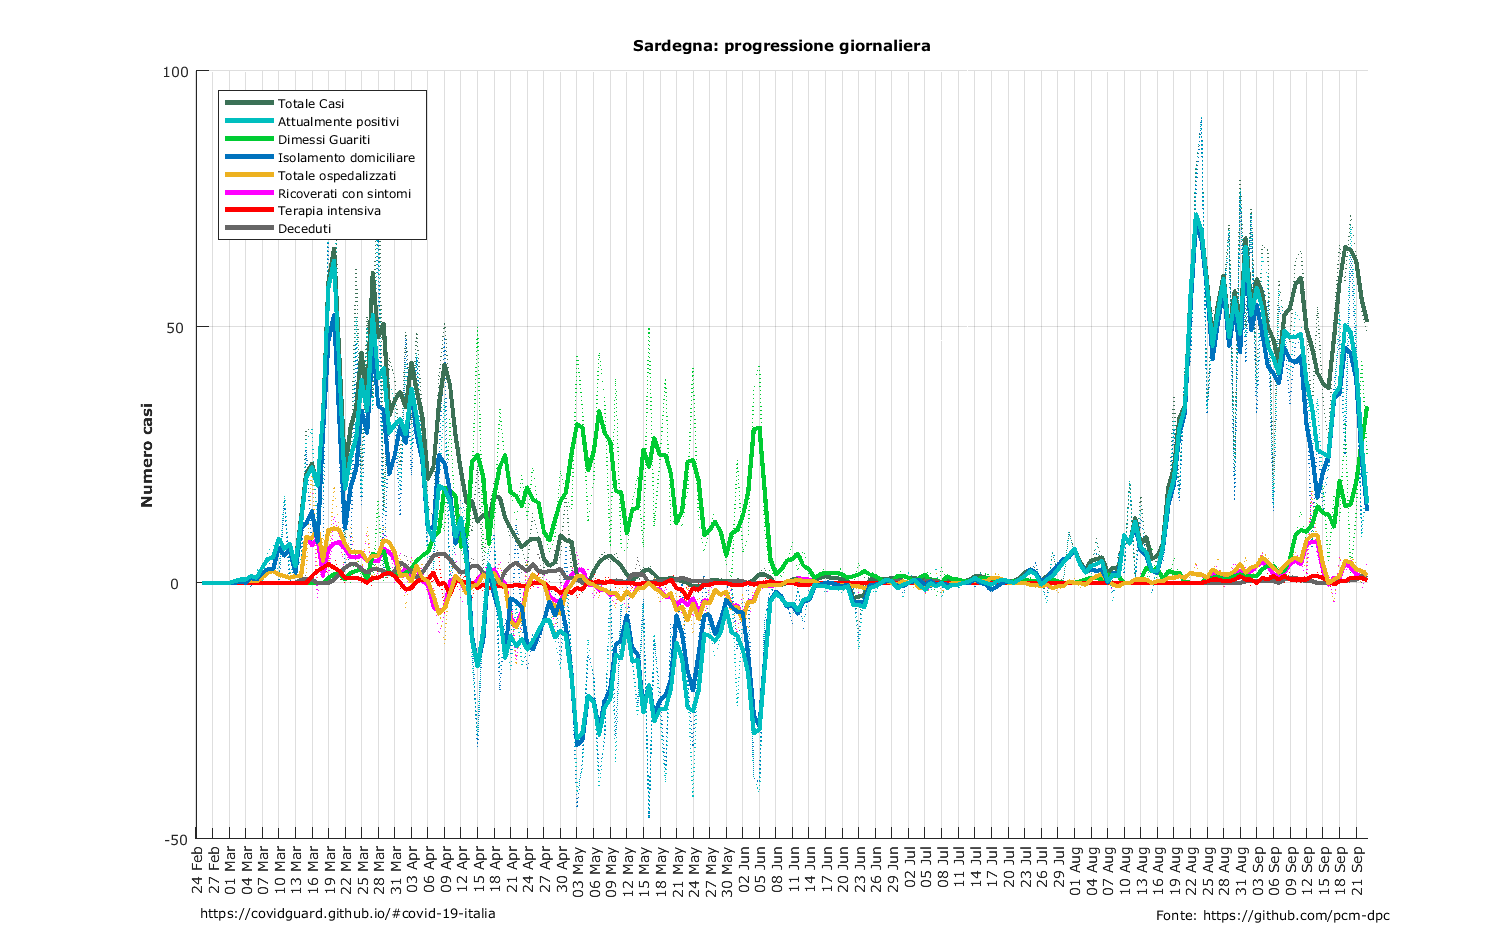 Sardegna: progressione giornaliera
100
50
0
-50
Numero casi
Totale Casi
Attualmente positivi
Dimessi Guariti
Isolamento domiciliare
Totale ospedalizzati
Ricoverati con sintomi
Terapia intensiva
Deceduti
24 Feb
27 Feb
01 Mar
04 Mar
07 Mar
10 Mar
13 Mar
16 Mar
19 Mar
22 Mar
25 Mar
28 Mar
31 Mar
03 Apr
06 Apr
09 Apr
12 Apr
15 Apr
18 Apr
21 Apr
24 Apr
27 Apr
30 Apr
03 May
06 May
09 May
12 May
15 May
18 May
21 May
24 May
27 May
30 May
02 Jun
05 Jun
08 Jun
11 Jun
14 Jun
17 Jun
20 Jun
23 Jun
26 Jun
29 Jun
02 Jul
05 Jul
08 Jul
11 Jul
14 Jul
17 Jul
20 Jul
23 Jul
26 Jul
29 Jul
01 Aug
04 Aug
07 Aug
10 Aug
13 Aug
16 Aug
19 Aug
22 Aug
25 Aug
28 Aug
31 Aug
03 Sep
06 Sep
09 Sep
12 Sep
15 Sep
18 Sep
21 Sep
https://covidguard.github.io/#covid-19-italia
Fonte: https://github.com/pcm-dpc